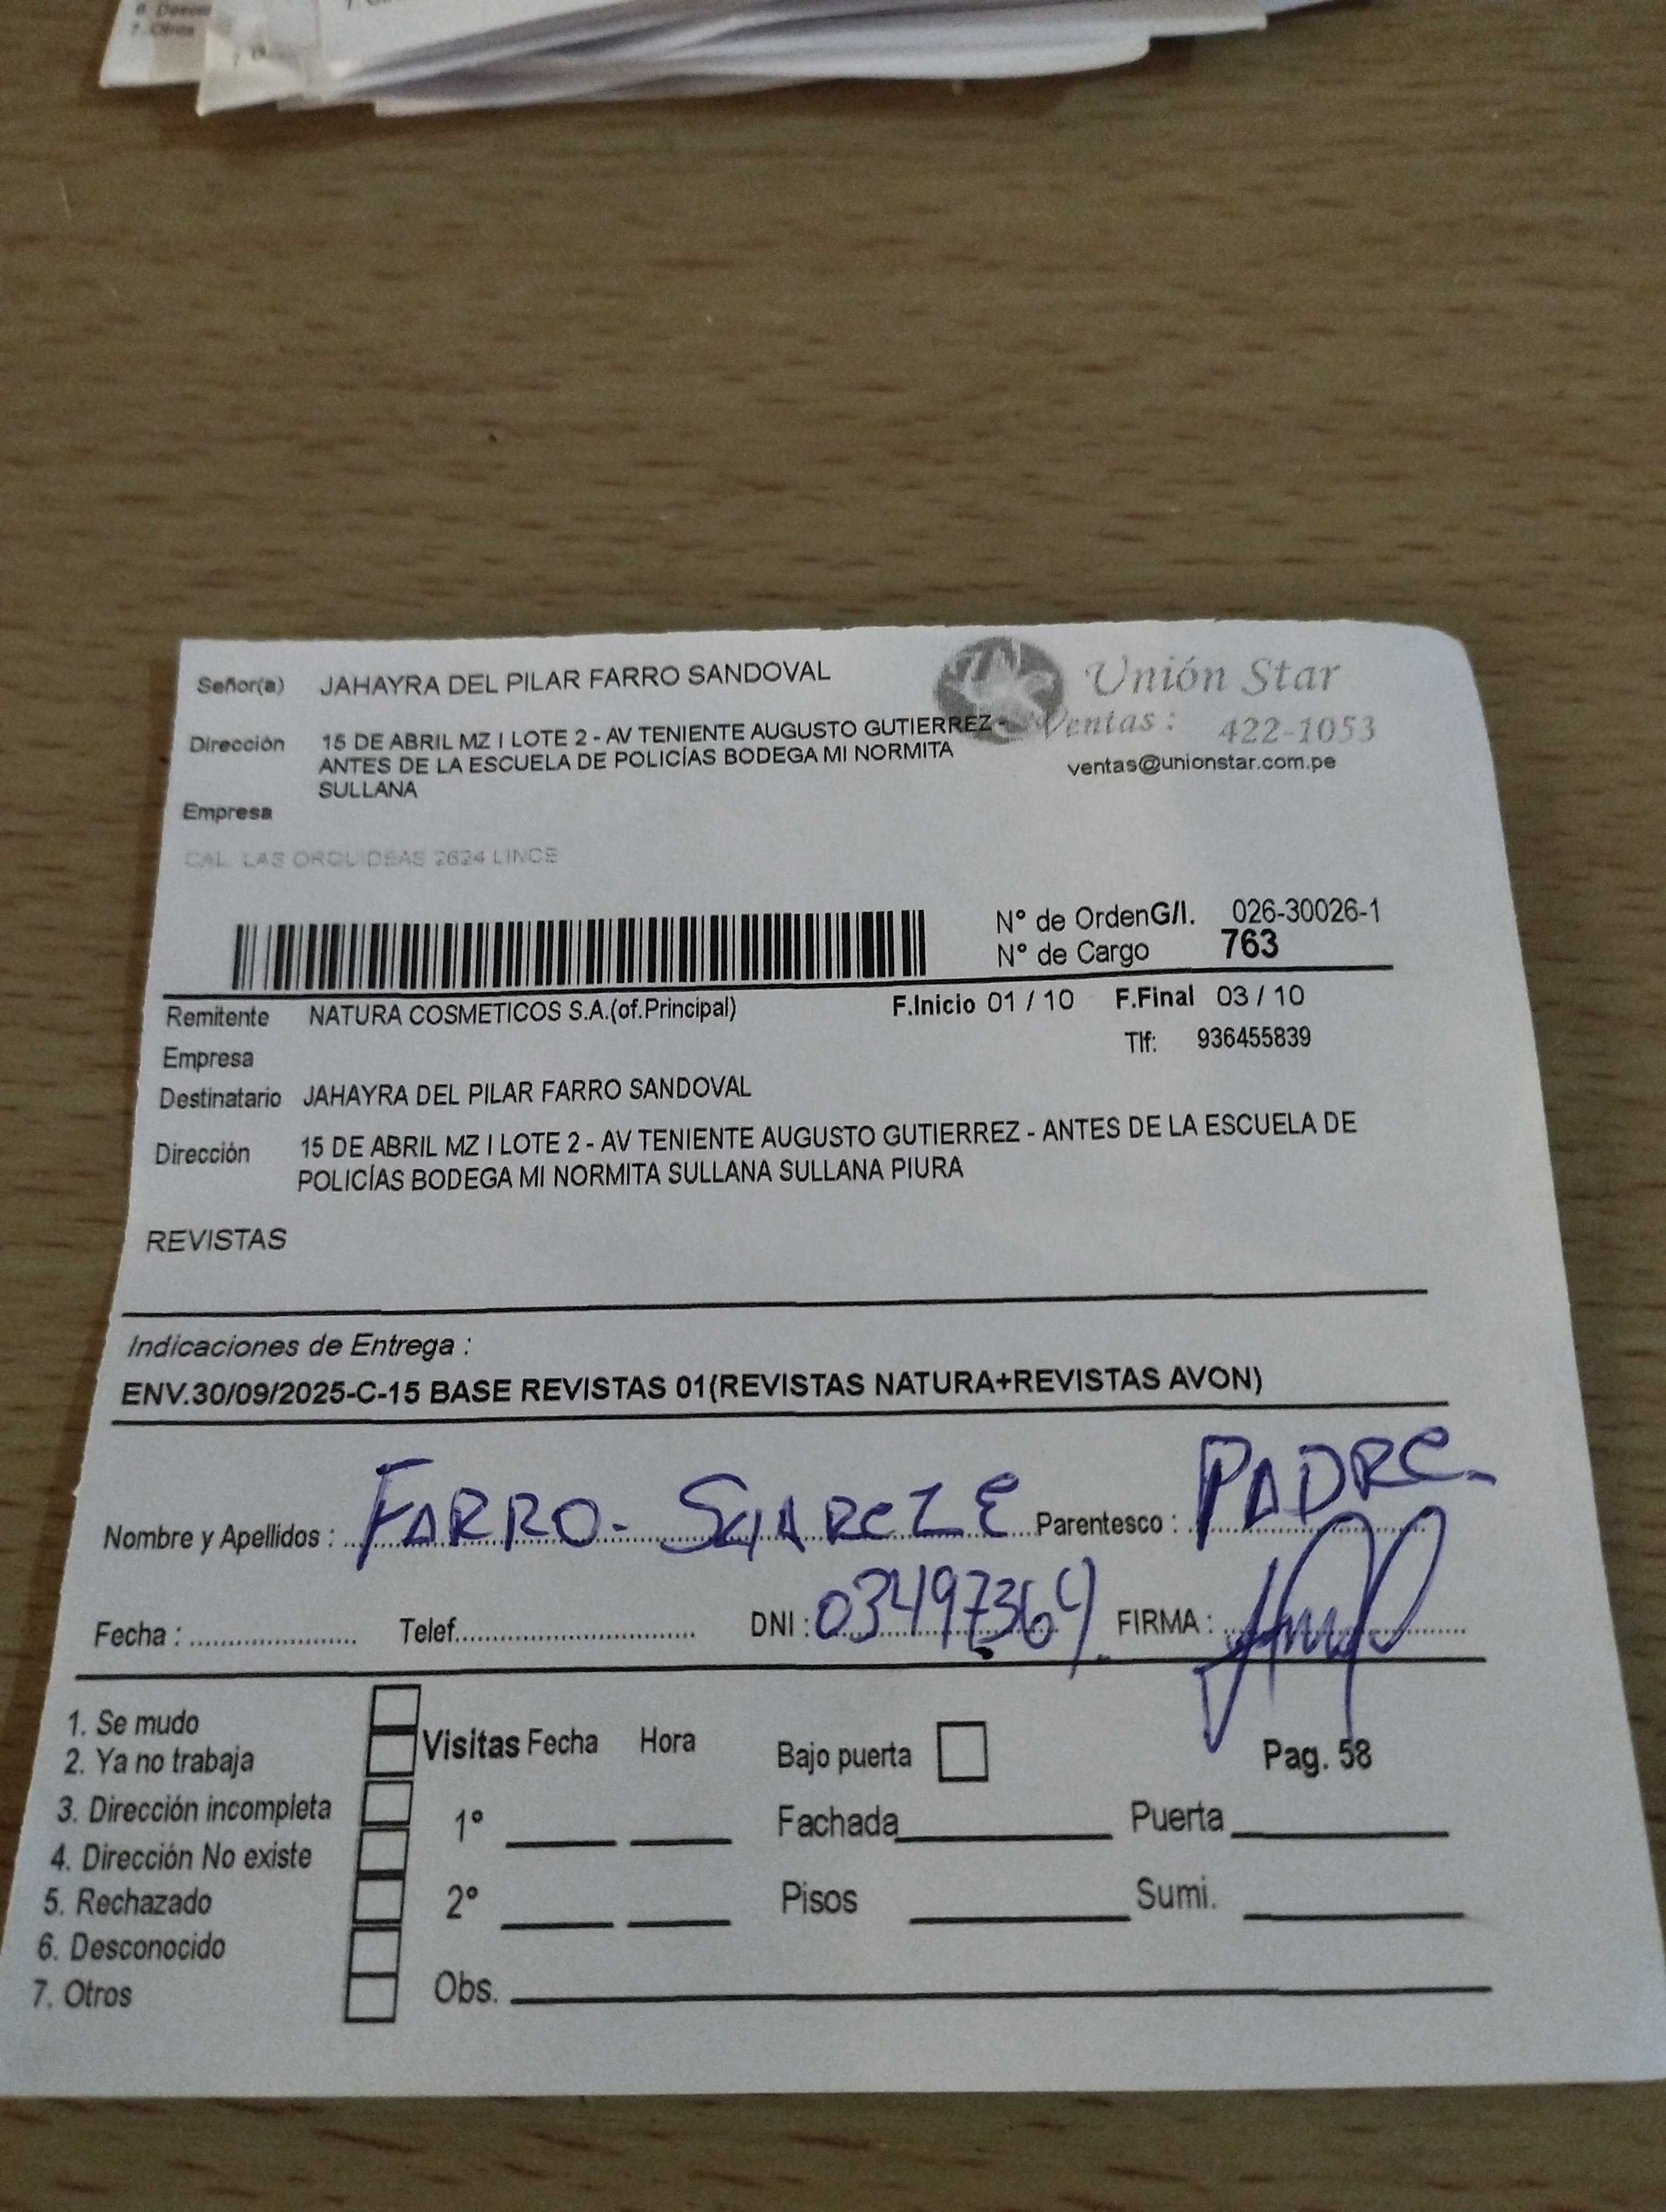 Señor(a) JAHAYRA DEL PILAR FARRO SANDOVAL
Unión Star
Ventas : 422-1053
ventas@unionstar.com.pe
Dirección 15 DE ABRIL MZ I LOTE 2 - AV TENIENTE AUGUSTO GUTIERREZ -
ANTES DE LA ESCUELA DE POLICÍAS BODEGA MI NORMITA
SULLANA
Empresa
CAL. LAS ORQUIDEAS 2624 LINCE
N° de OrdenG/I. 026-30026-1
N° de Cargo 763
Remitente NATURA COSMETICOS S.A.(of.Principal) F.Inicio 01 / 10 F.Final 03 / 10
Empresa Tlf: 936455839
Destinatario JAHAYRA DEL PILAR FARRO SANDOVAL
Dirección 15 DE ABRIL MZ I LOTE 2 - AV TENIENTE AUGUSTO GUTIERREZ - ANTES DE LA ESCUELA DE
POLICÍAS BODEGA MI NORMITA SULLANA SULLANA PIURA
REVISTAS
Indicaciones de Entrega :
ENV.30/09/2025-C-15 BASE REVISTAS 01(REVISTAS NATURA+REVISTAS AVON)
Nombre y Apellidos : FARRO- Parentesco : PADRE-
Fecha : Telef. DNI : 03497364 FIRMA :
1. Se mudo
2. Ya no trabaja
3. Dirección incompleta
4. Dirección No existe
5. Rechazado
6. Desconocido
7. Otros
Visitas Fecha Hora
1°
2°
Obs.
Bajo puerta Pag. 58
Fachada Puerta
Pisos Sumi.
7. Otros